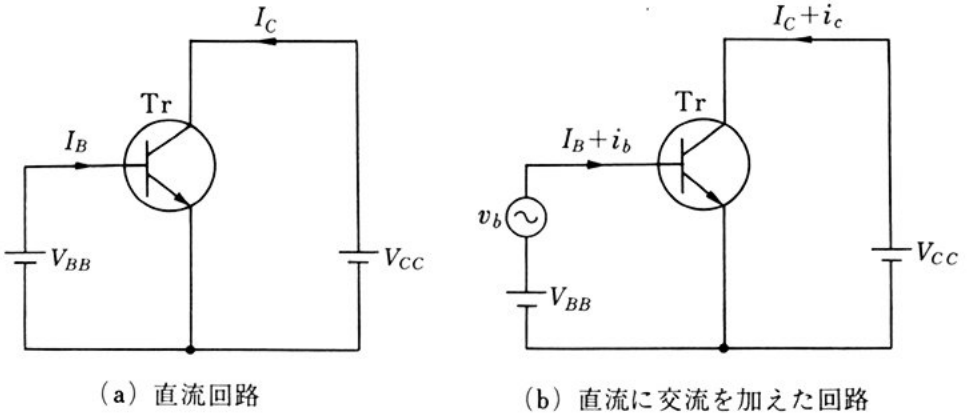 I_C
Tr
I_B
V_BB
V_CC
(a) 直流回路
I_C+i_c
Tr
I_B+i_b
v_b
V_BB
V_CC
(b) 直流に交流を加えた回路